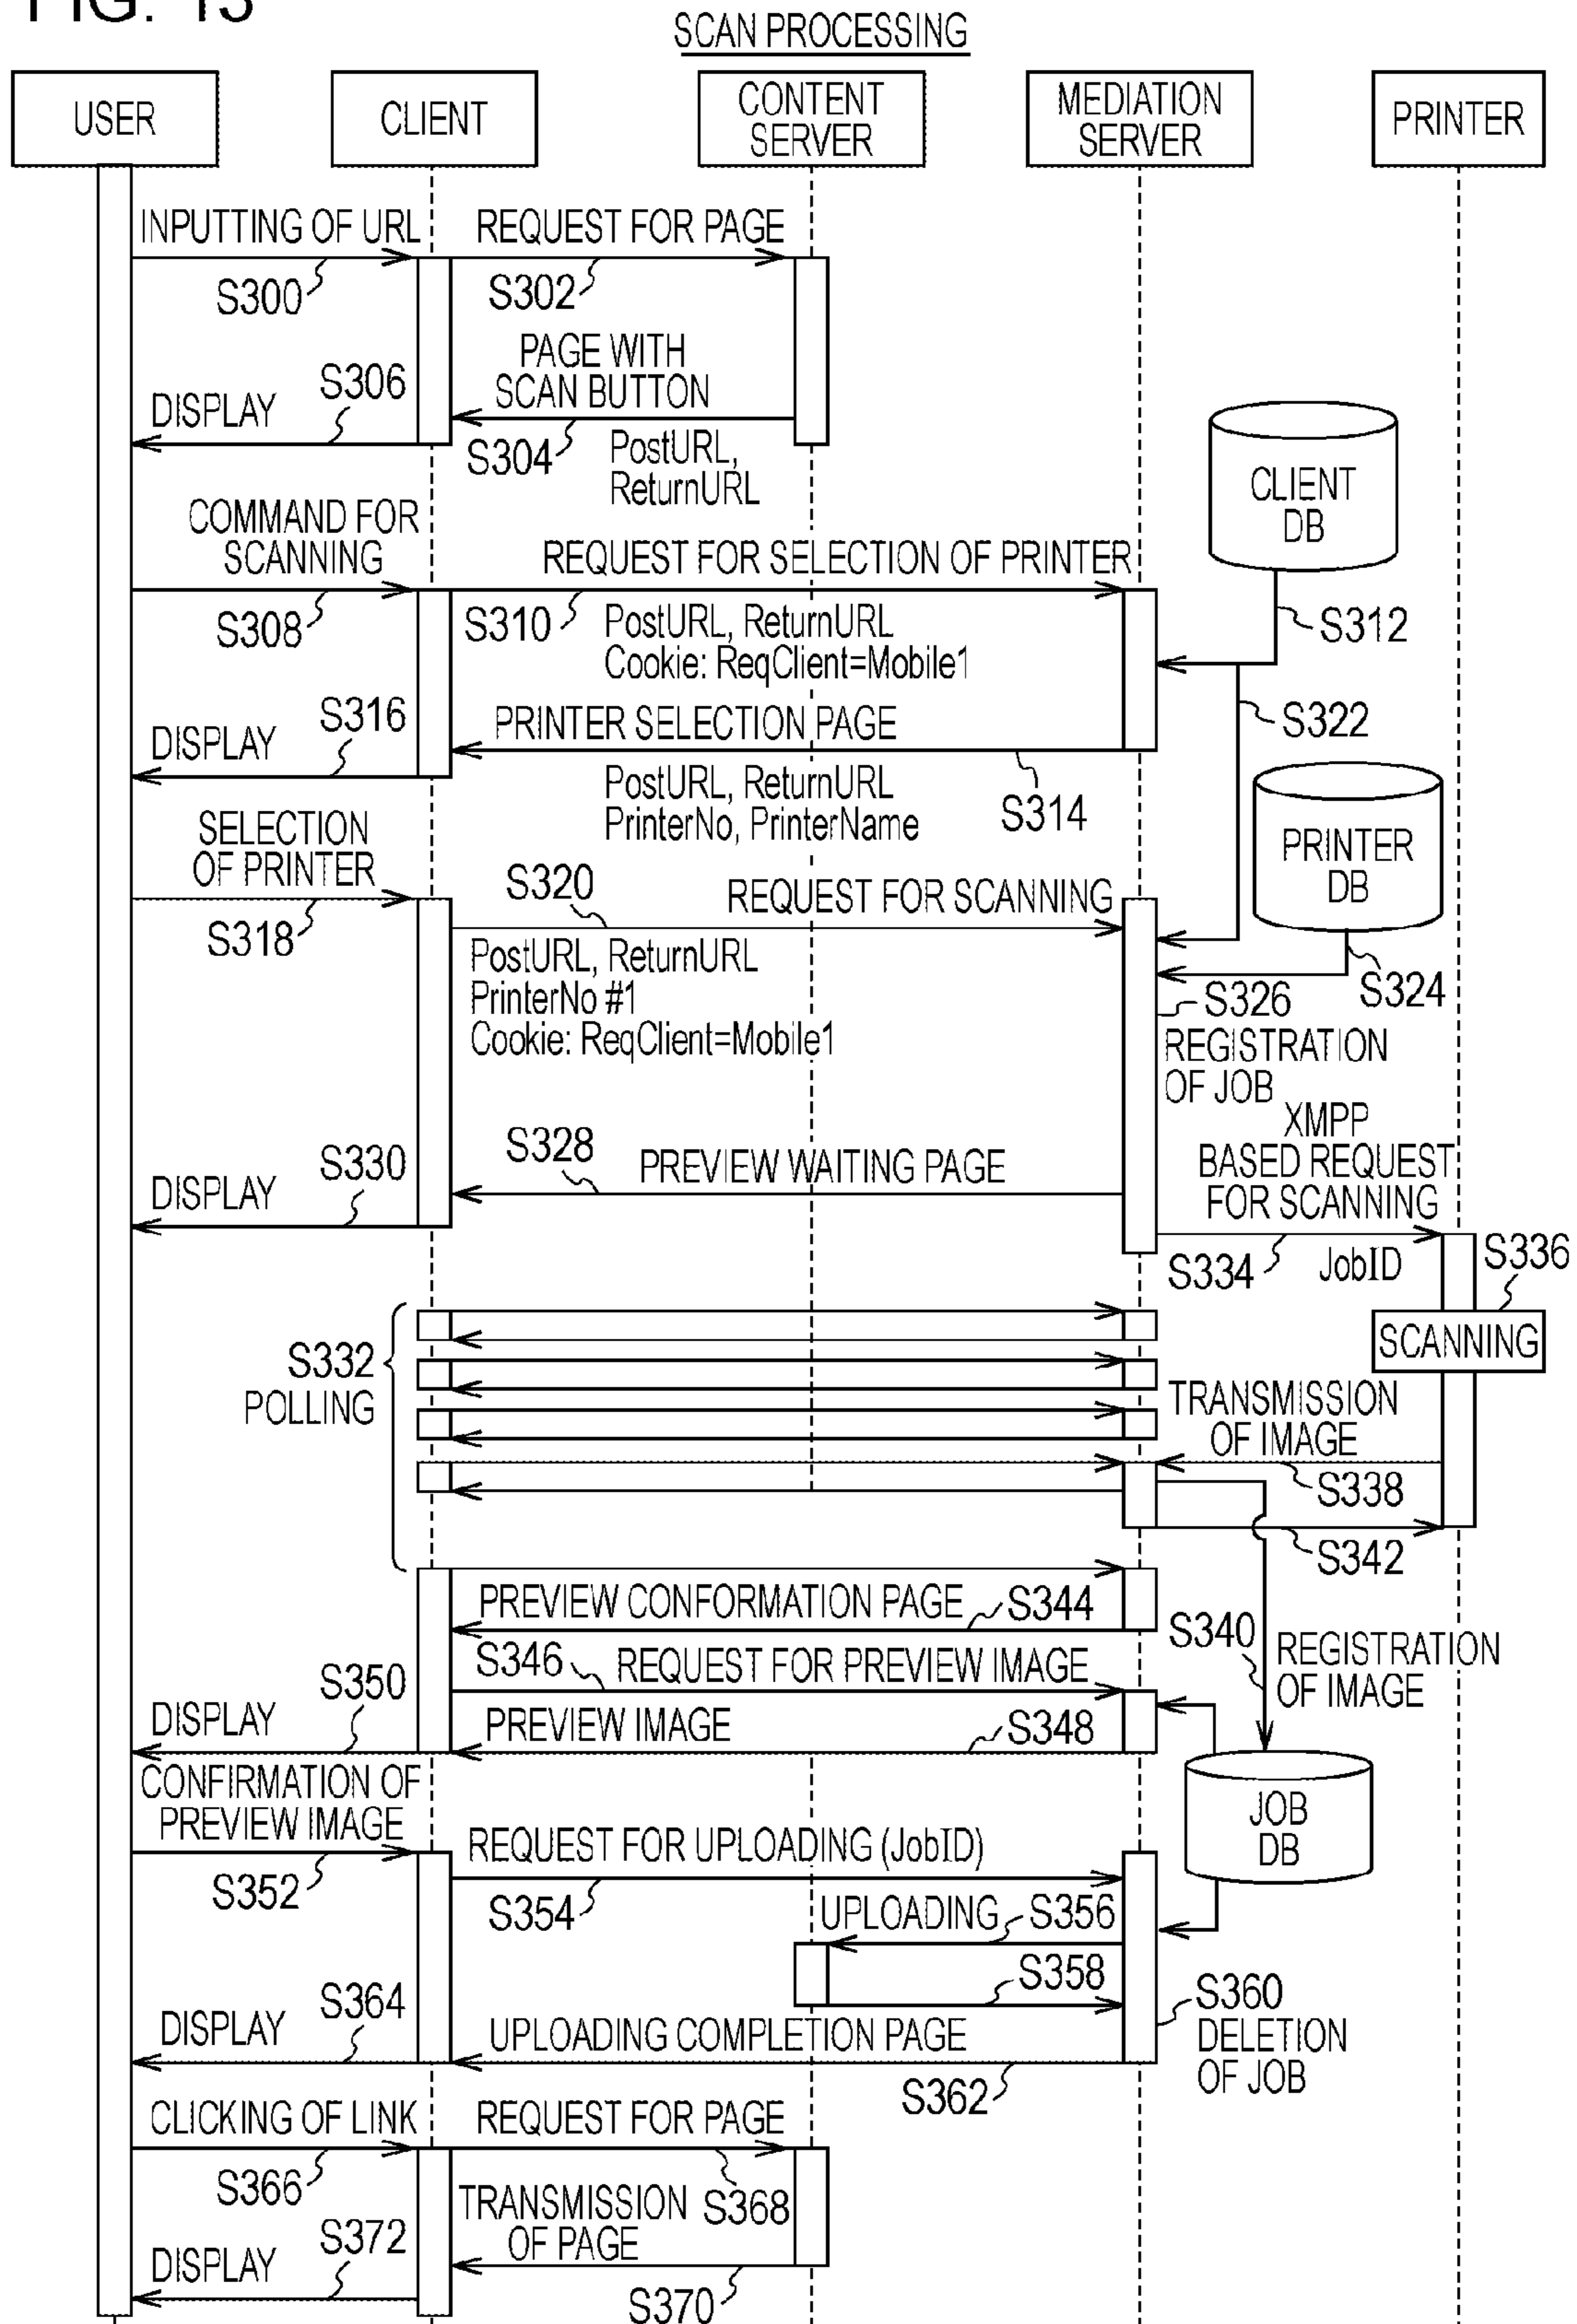 FIG. 13
SCAN PROCESSING
USER
CLIENT
CONTENT
SERVER
MEDIATION
SERVER
PRINTER
INPUTTING OF URL
REQUEST FOR PAGE
S300
S302
PAGE WITH
SCAN BUTTON
S306
DISPLAY
S304
PostURL,
ReturnURL
CLIENT
DB
COMMAND FOR
SCANNING
REQUEST FOR SELECTION OF PRINTER
S308
S310
PostURL, ReturnURL
Cookie: ReqClient=Mobile1
S312
S316
DISPLAY
PRINTER SELECTION PAGE
S322
PostURL, ReturnURL
PrinterNo, PrinterName
S314
PRINTER
DB
SELECTION
OF PRINTER
S320
REQUEST FOR SCANNING
S318
PostURL, ReturnURL
PrinterNo #1
Cookie: ReqClient=Mobile1
S324
S326
REGISTRATION
OF JOB
S328
PREVIEW WAITING PAGE
S330
DISPLAY
XMPP
BASED REQUEST
FOR SCANNING
S334
JobID
S336
SCANNING
S332
POLLING
TRANSMISSION
OF IMAGE
S338
S342
PREVIEW CONFORMATION PAGE
S344
S340
REGISTRATION
OF IMAGE
S346
REQUEST FOR PREVIEW IMAGE
S350
DISPLAY
PREVIEW IMAGE
S348
JOB
DB
CONFIRMATION OF
PREVIEW IMAGE
REQUEST FOR UPLOADING (JobID)
S352
S354
UPLOADING
S356
S358
S360
DELETION
OF JOB
S364
DISPLAY
UPLOADING COMPLETION PAGE
S362
CLICKING OF LINK
REQUEST FOR PAGE
S366
S368
TRANSMISSION
OF PAGE
S372
DISPLAY
S370